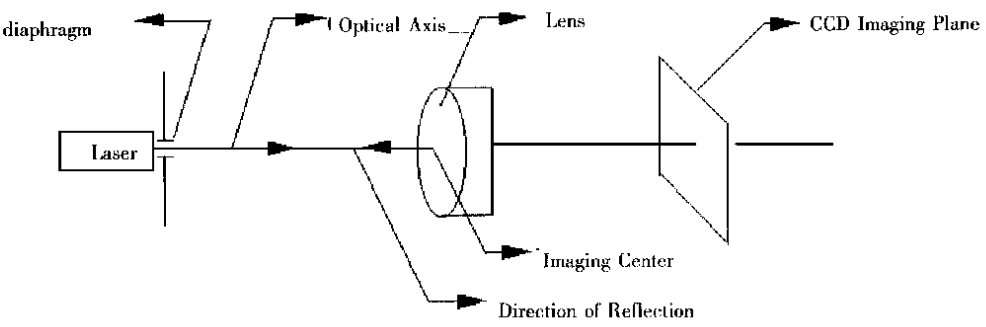 diaphragm
Optical Axis
Lens
CCD Imaging Plane
Laser
Imaging Center
Direction of Reflection